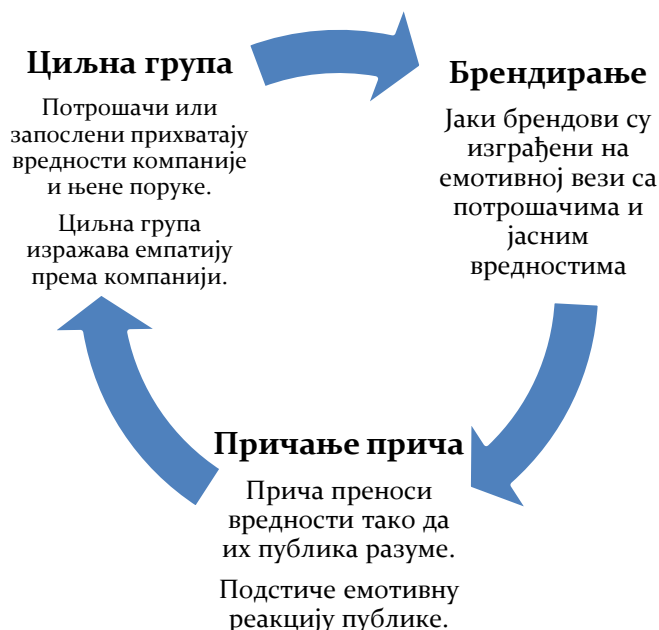 Циљна група
Потрошачи или
запослени прихватају
вредности компаније
и њене поруке.
Циљна група
изражава емпатију
према компанији.
Брендирање
Јаки брендови су
изграђени на
емотивној вези са
потрошачима и
јасним
вредностима
Причање прича
Прича преноси
вредности тако да
их публика разуме.
Подстиче емотивну
реакцију публике.